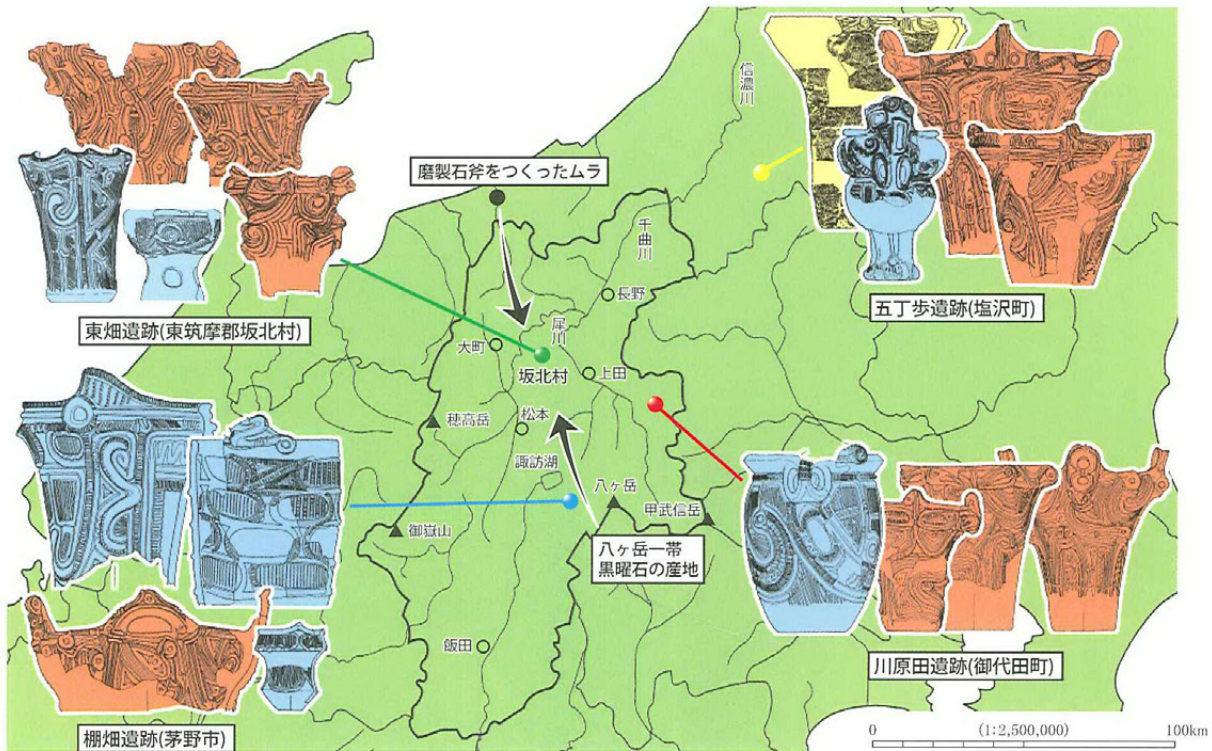 信濃川
磨製石斧をつくったムラ
千曲川
長野
東畑遺跡(東筑摩郡坂北村)
五丁歩遺跡(塩沢町)
犀川
大町
坂北村
上田
穂高岳
松本
諏訪湖
八ヶ岳
甲武信岳
御嶽山
八ヶ岳一帯
黒曜石の産地
飯田
川原田遺跡(御代田町)
棚畑遺跡(茅野市)
0 (1:2,500,000) 100km